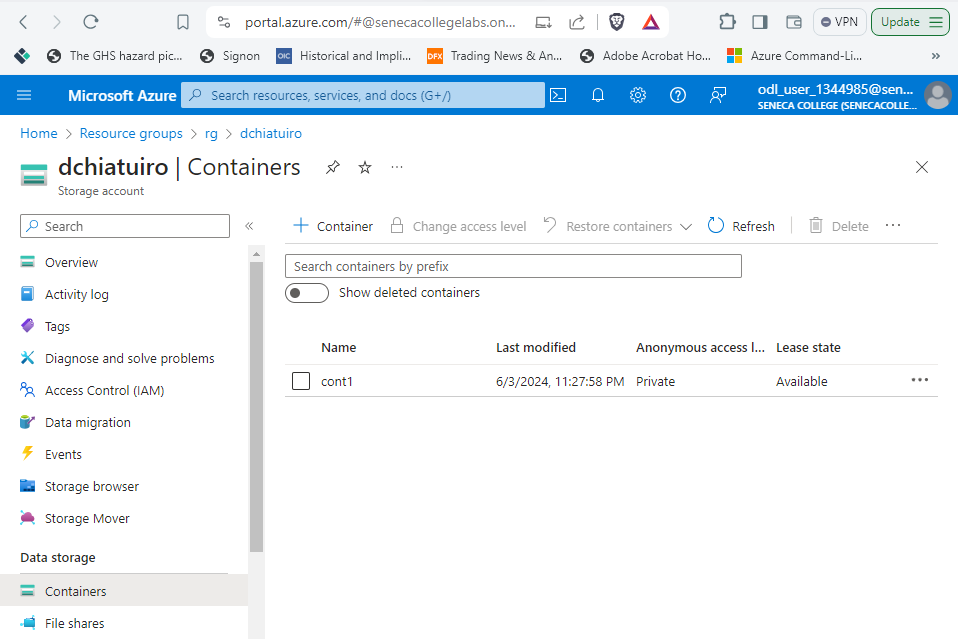 portal.azure.com/#@senecacollegelabs.on...
VPN
Update
The GHS hazard pic...
Signon
OIC Historical and Impli...
DFX Trading News & An...
Adobe Acrobat Ho...
Azure Command-Li...
»
Microsoft Azure
Search resources, services, and docs (G+/)
odl_user_1344985@sen...
SENECA COLLEGE (SENECACOLLE...
Home > Resource groups > rg > dchiatuiro
dchiatuiro | Containers
...
Storage account
Search
«
+ Container
Change access level
Restore containers
Refresh
Delete
...
Search containers by prefix
Show deleted containers
Overview
Activity log
Tags
Diagnose and solve problems
Access Control (IAM)
Data migration
Events
Storage browser
Storage Mover
Data storage
Containers
File shares
Name Last modified Anonymous access l... Lease state
cont1 6/3/2024, 11:27:58 PM Private Available ...